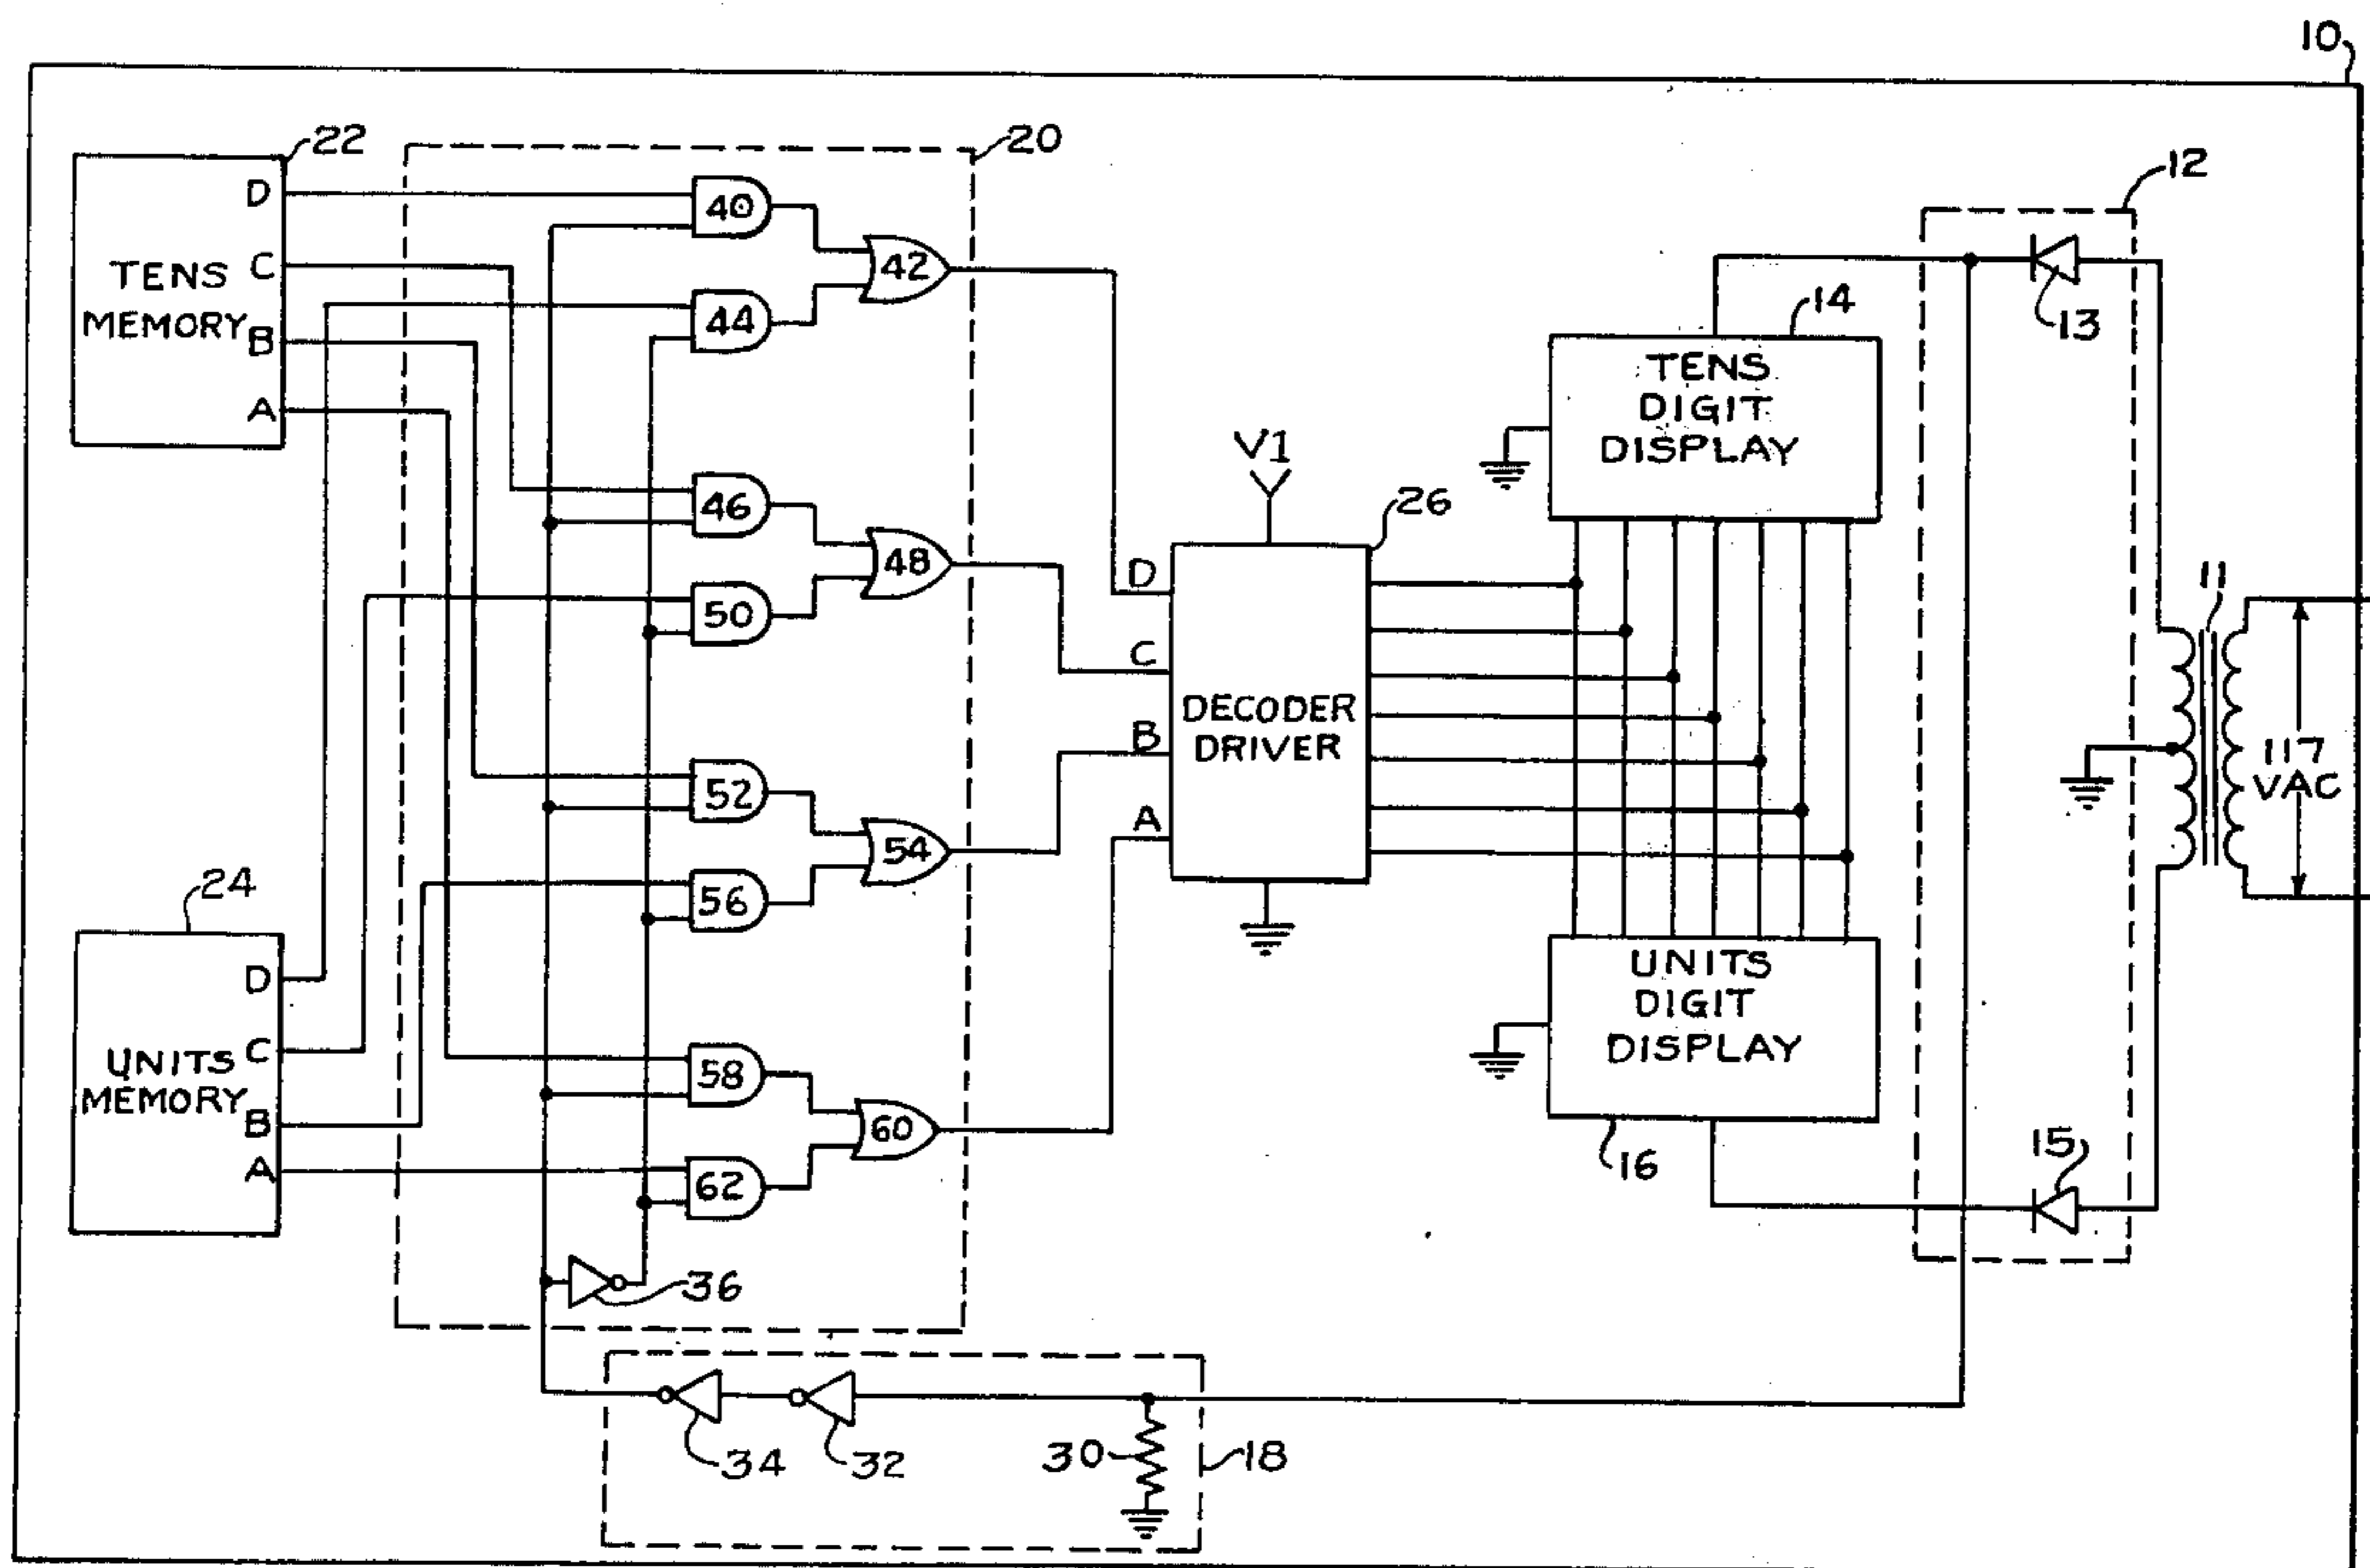 10
22
20
12
D
40
TENS
MEMORY
C
42
B
44
13
14
A
TENS
DIGIT
DISPLAY
V1
46
26
48
11
D
50
C
DECODER
DRIVER
B
117
VAC
52
A
54
24
56
UNITS
DIGIT
DISPLAY
D
UNITS
MEMORY
C
58
B
60
15
A
62
16
36
34
32
30
18